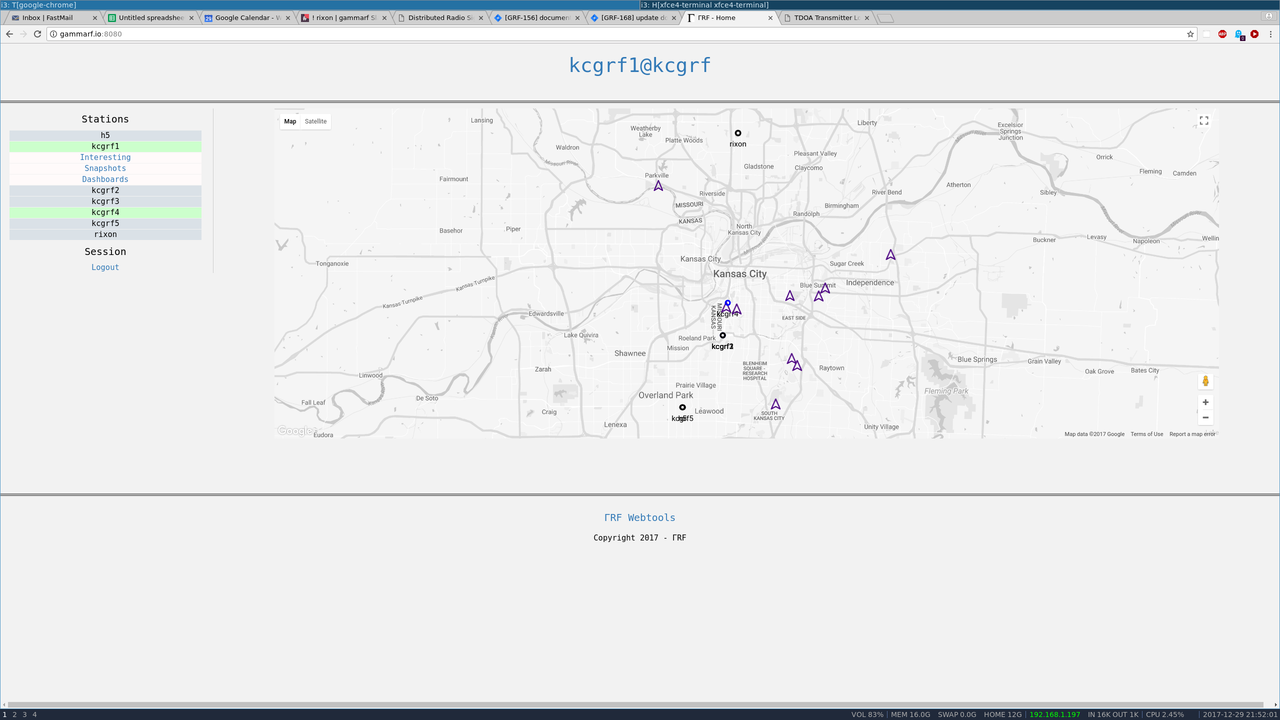 i3: T[google-chrome]
i3: H[xfce4-terminal xfce4-terminal]
Inbox | FastMail
Untitled spreadshee
Google Calendar - W
! rixon | gammarf Sl
Distributed Radio Si
[GRF-156] documen
[GRF-168] update do
ΓRF - Home
TDOA Transmitter Lo
gammarf.io:8080
kcgrf1@kcgrf
Stations
h5
kcgrf1
Interesting
Snapshots
Dashboards
kcgrf2
kcgrf3
kcgrf4
kcgrf5
rixon
Session
Logout
Map
Satellite
Lansing
Weatherby Lake
Platte Woods
rixon
Liberty
Excelsior Springs Junction
Waldron
Pleasant Valley
Orrick
Gladstone
Claycomo
Fleming
Camden
Fairmount
Parkville
Riverside
River Bend
Atherton
Sibley
MISSOURI
KANSAS
Birmingham
Randolph
Basehor
Piper
North Kansas City
Buckner
Levasy
Napoleon
Wellin
Tonganoxie
Kansas City
Sugar Creek
Kansas City
Kansas Turnpike
Kansas Turnpike
Blue Summit
Independence
Edwardsville
MISSOURI
KANSAS
EAST SIDE
Lake Quivira
Roeland Park
Mission
Shawnee
Blue Springs
Grain Valley
Zarah
BLENHEIM SQUARE - RESEARCH HOSPITAL
Raytown
Oak Grove
Bates City
Linwood
Prairie Village
Fleming Park
De Soto
Overland Park
Fall Leaf
Craig
Leawood
SOUTH KANSAS CITY
Lenexa
Unity Village
Eudora
Google
Map data ©2017 Google
Terms of Use
Report a map error
ΓRF Webtools
Copyright 2017 - ΓRF
1 2 3 4
VOL 83% | MEM 16.0G | SWAP 0.0G | HOME 12G | 192.168.1.197 | IN 16K OUT 1K | CPU 2.45% | 2017-12-29 21:52:01